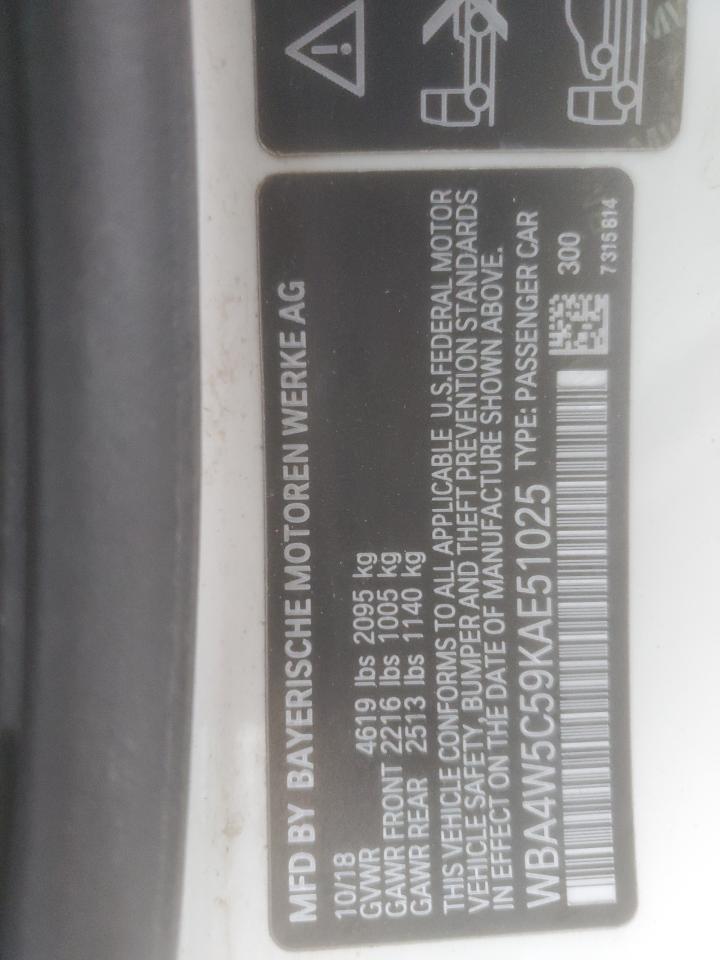 MFD BY BAYERISCHE MOTOREN WERKE AG
10/18
GVWR 4619 lbs 2095 kg
GAWR FRONT 2216 lbs 1005 kg
GAWR REAR 2513 lbs 1140 kg
THIS VEHICLE CONFORMS TO ALL APPLICABLE U.S.FEDERAL MOTOR
VEHICLE SAFETY, BUMPER AND THEFT PREVENTION STANDARDS
IN EFFECT ON THE DATE OF MANUFACTURE SHOWN ABOVE.
WBA4W5C59KAE51025 TYPE: PASSENGER CAR
300
7 315 814